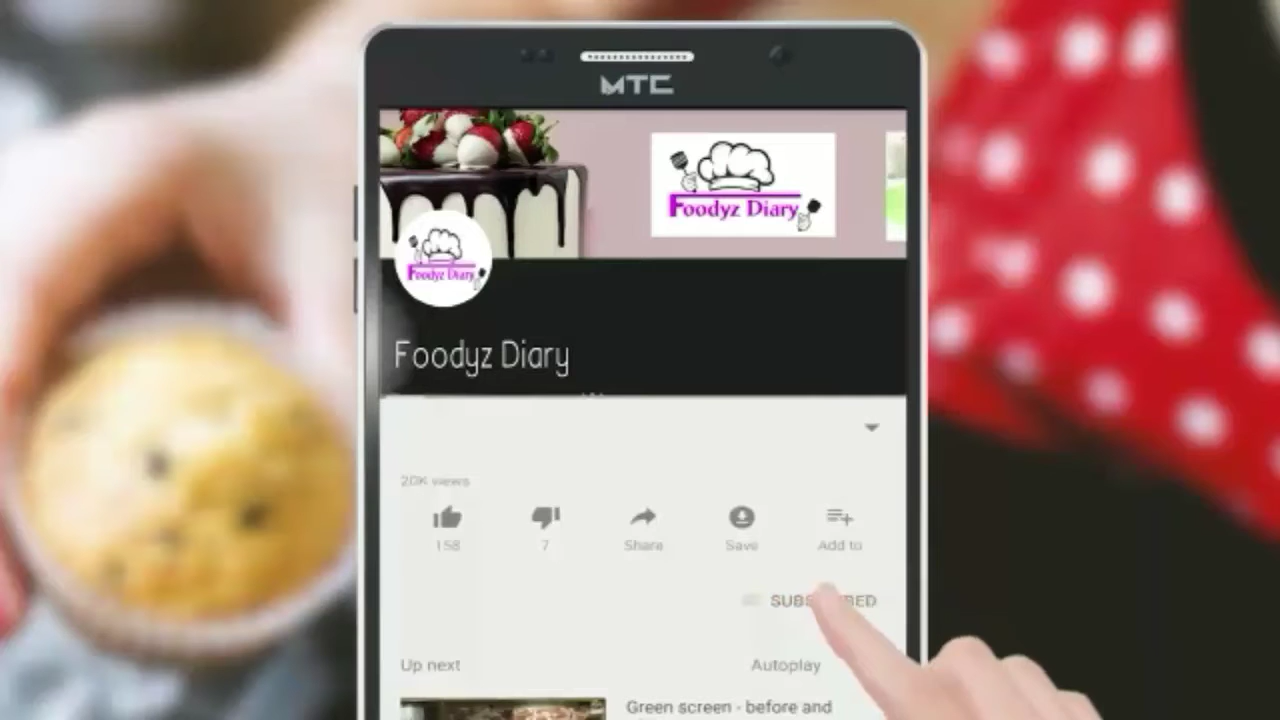 MTC
Foodyz Diary
Foodyz Diary
Foodyz Diary
20K views
158
7
Share
Save
Add to
Up next
Autoplay
Green screen - before and